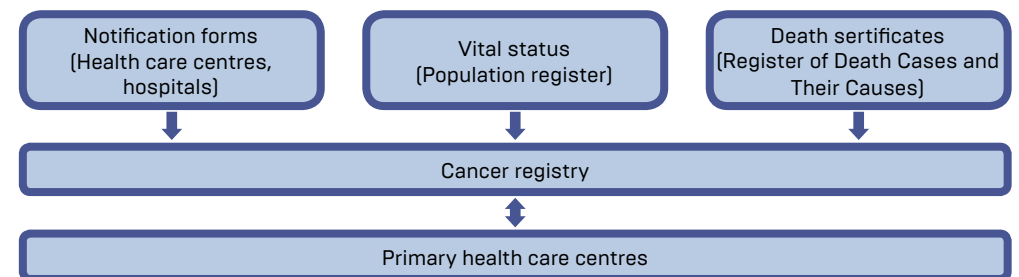 Notification forms
(Health care centres,
hospitals)
Vital status
(Population register)
Death sertificates
(Register of Death Cases and
Their Causes)
Cancer registry
Primary health care centres